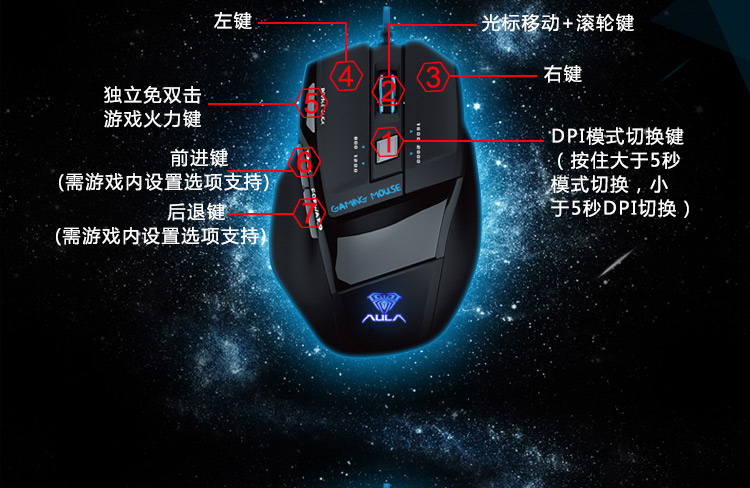 左键
光标移动+滚轮键
4
3
2
右键
独立免双击
游戏火力键
5
DPI模式切换键
（按住大于5秒
模式切换，小
于5秒DPI切换）
1
前进键
(需游戏内设置选项支持)
6
后退键
(需游戏内设置选项支持)
7
GAMING MOUSE
AULA